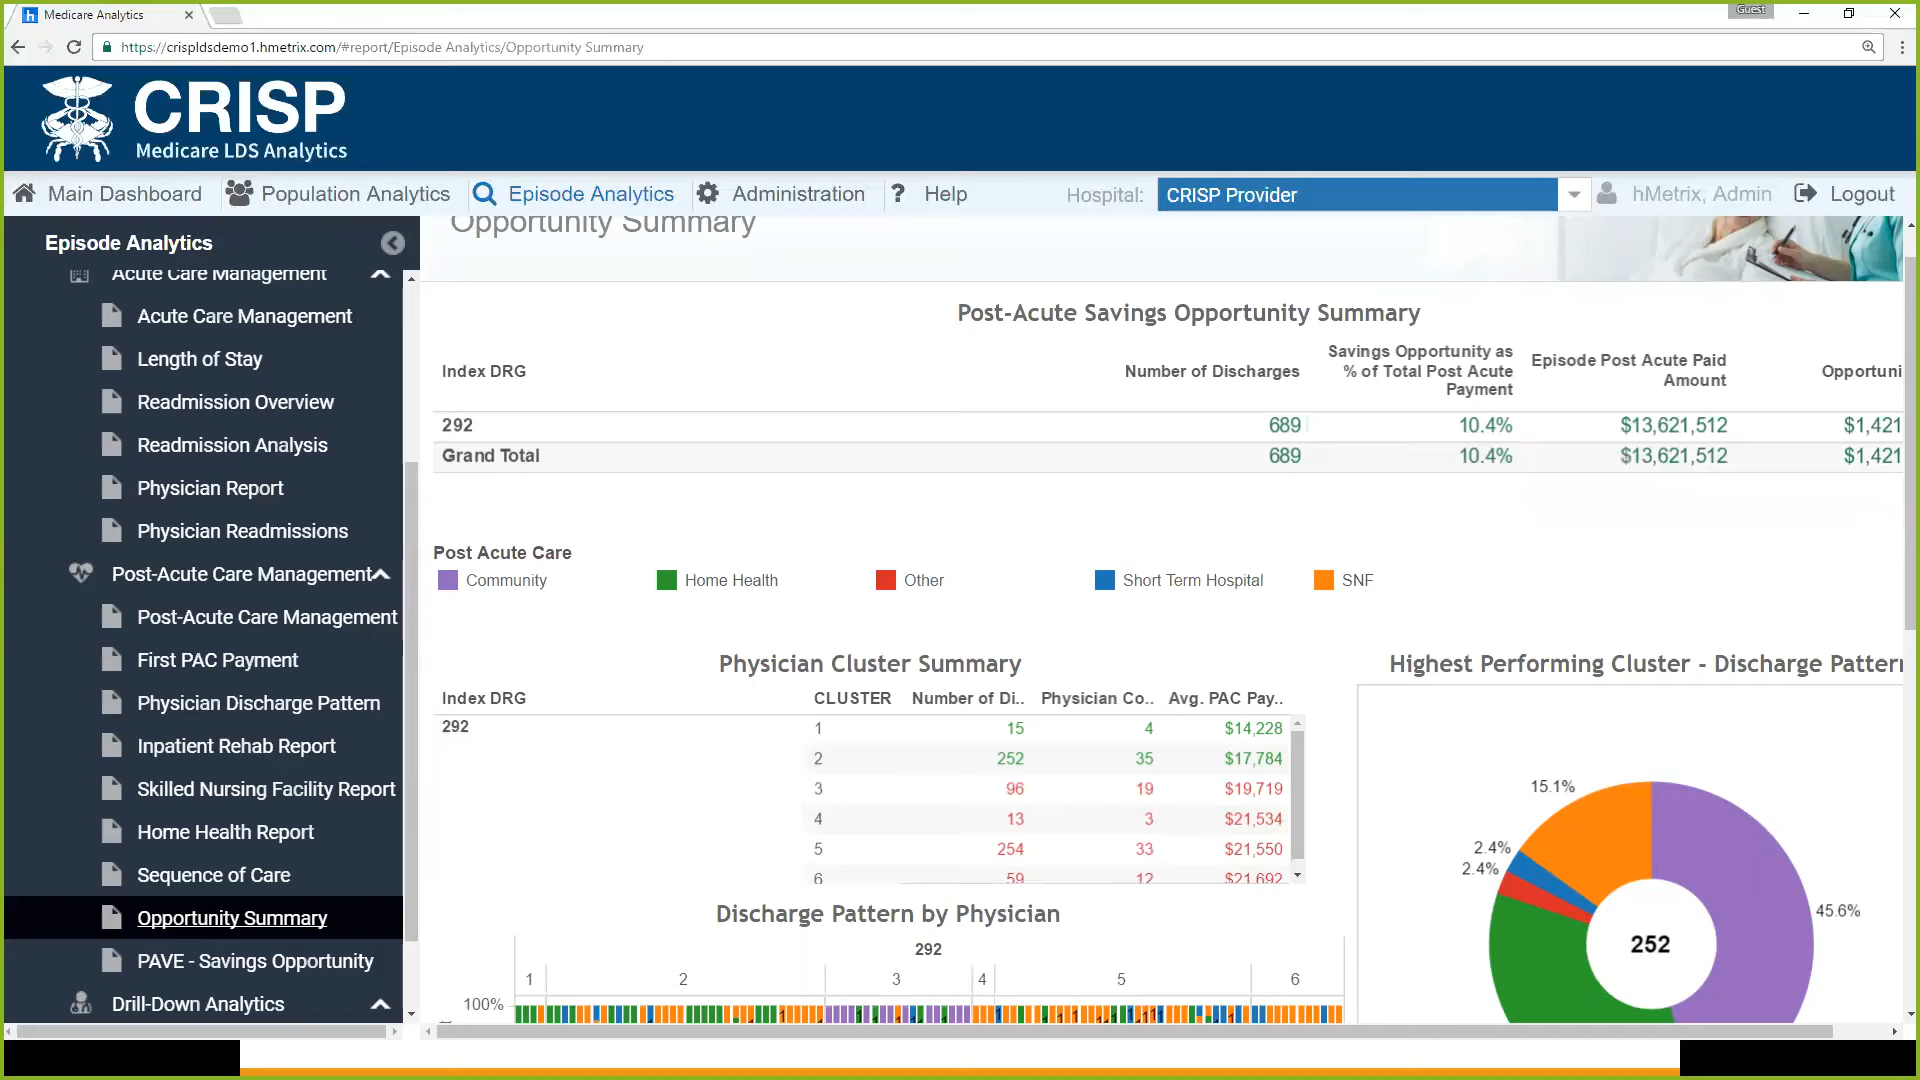 Medicare Analytics
Guest
https://crispldsdemo1.hmetrix.com/#report/Episode Analytics/Opportunity Summary
CRISP
Medicare LDS Analytics
Main Dashboard
Population Analytics
Episode Analytics
Administration
? Help
Hospital:
CRISP Provider
hMetrix, Admin
Logout
Episode Analytics
Acute Care Management
Acute Care Management
Length of Stay
Readmission Overview
Readmission Analysis
Physician Report
Physician Readmissions
Post-Acute Care Management
Post-Acute Care Management
First PAC Payment
Physician Discharge Pattern
Inpatient Rehab Report
Skilled Nursing Facility Report
Home Health Report
Sequence of Care
Opportunity Summary
PAVE - Savings Opportunity
Drill-Down Analytics
Opportunity Summary
Post-Acute Savings Opportunity Summary
Index DRG
Number of Discharges
Savings Opportunity as
% of Total Post Acute
Payment
Episode Post Acute Paid
Amount
Opportuni
292 689 10.4% $13,621,512 $1,421
Grand Total 689 10.4% $13,621,512 $1,421
Post Acute Care
Community
Home Health
Other
Short Term Hospital
SNF
Physician Cluster Summary
Index DRG CLUSTER Number of Di.. Physician Co.. Avg. PAC Pay..
292 1 15 4 $14,228
2 252 35 $17,784
3 96 19 $19,719
4 13 3 $21,534
5 254 33 $21,550
6 59 12 $21,692
Discharge Pattern by Physician
292
1 2 3 4 5 6
100%
Highest Performing Cluster - Discharge Pattern
15.1%
2.4%
2.4%
45.6%
252